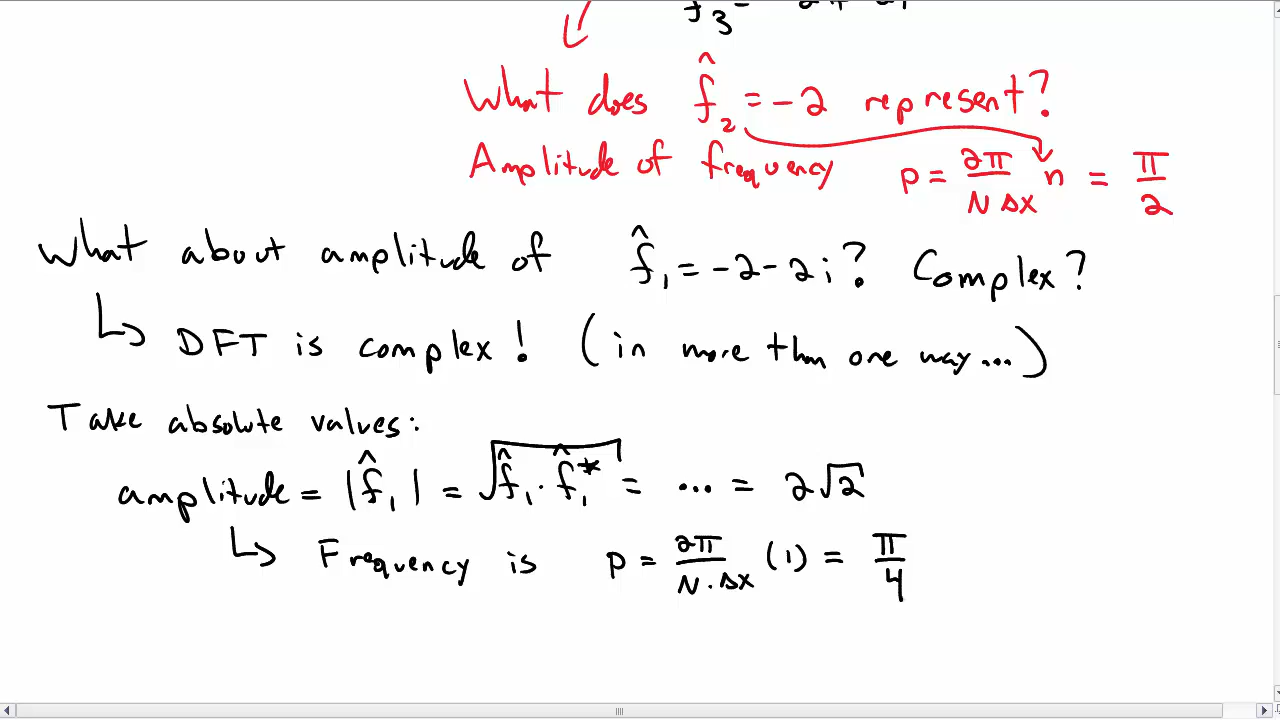 f₃=
What does f̂₂ = -2 represent?
Amplitude of frequency p = 2π/(N Δx) n = π/2
What about amplitude of f̂₁ = -2-2i? Complex?
↳ DFT is complex! (in more than one way...)
Take absolute values:
amplitude = |f̂₁| = √(f̂₁ · f̂₁*) = ... = 2√2
↳ Frequency is p = 2π/(N·Δx) (1) = π/4